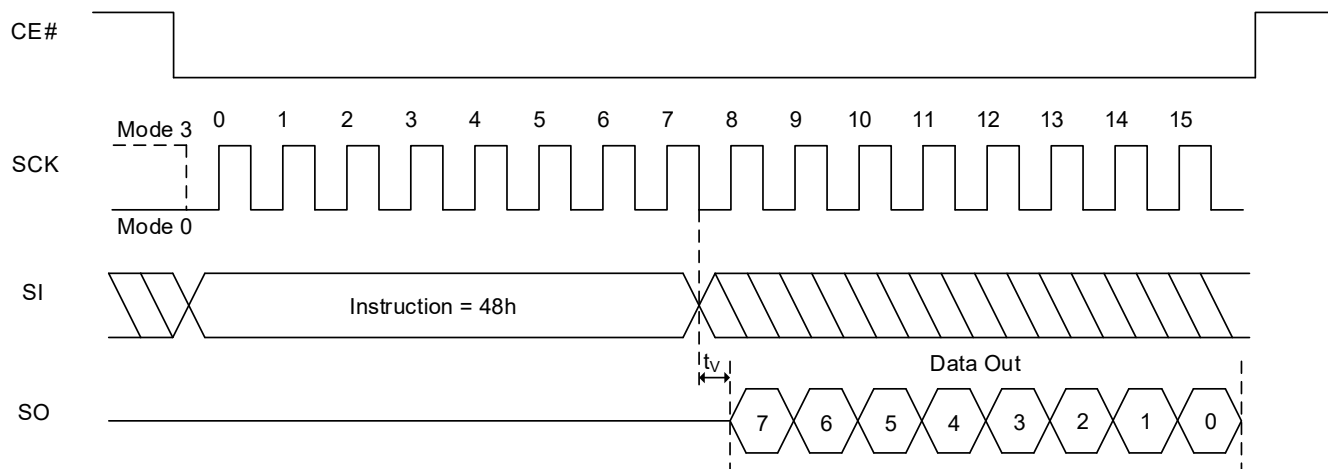 CE#
Mode 3
0 1 2 3 4 5 6 7 8 9 10 11 12 13 14 15
SCK
Mode 0
SI
Instruction = 48h
tV
Data Out
SO
7 6 5 4 3 2 1 0